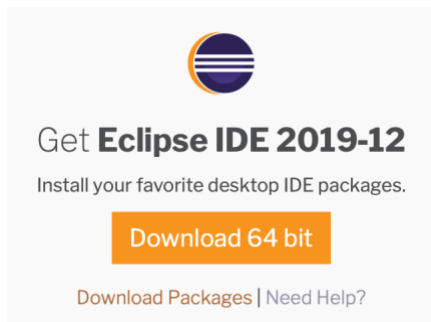 Get Eclipse IDE 2019-12
Install your favorite desktop IDE packages.
Download 64 bit
Download Packages | Need Help?